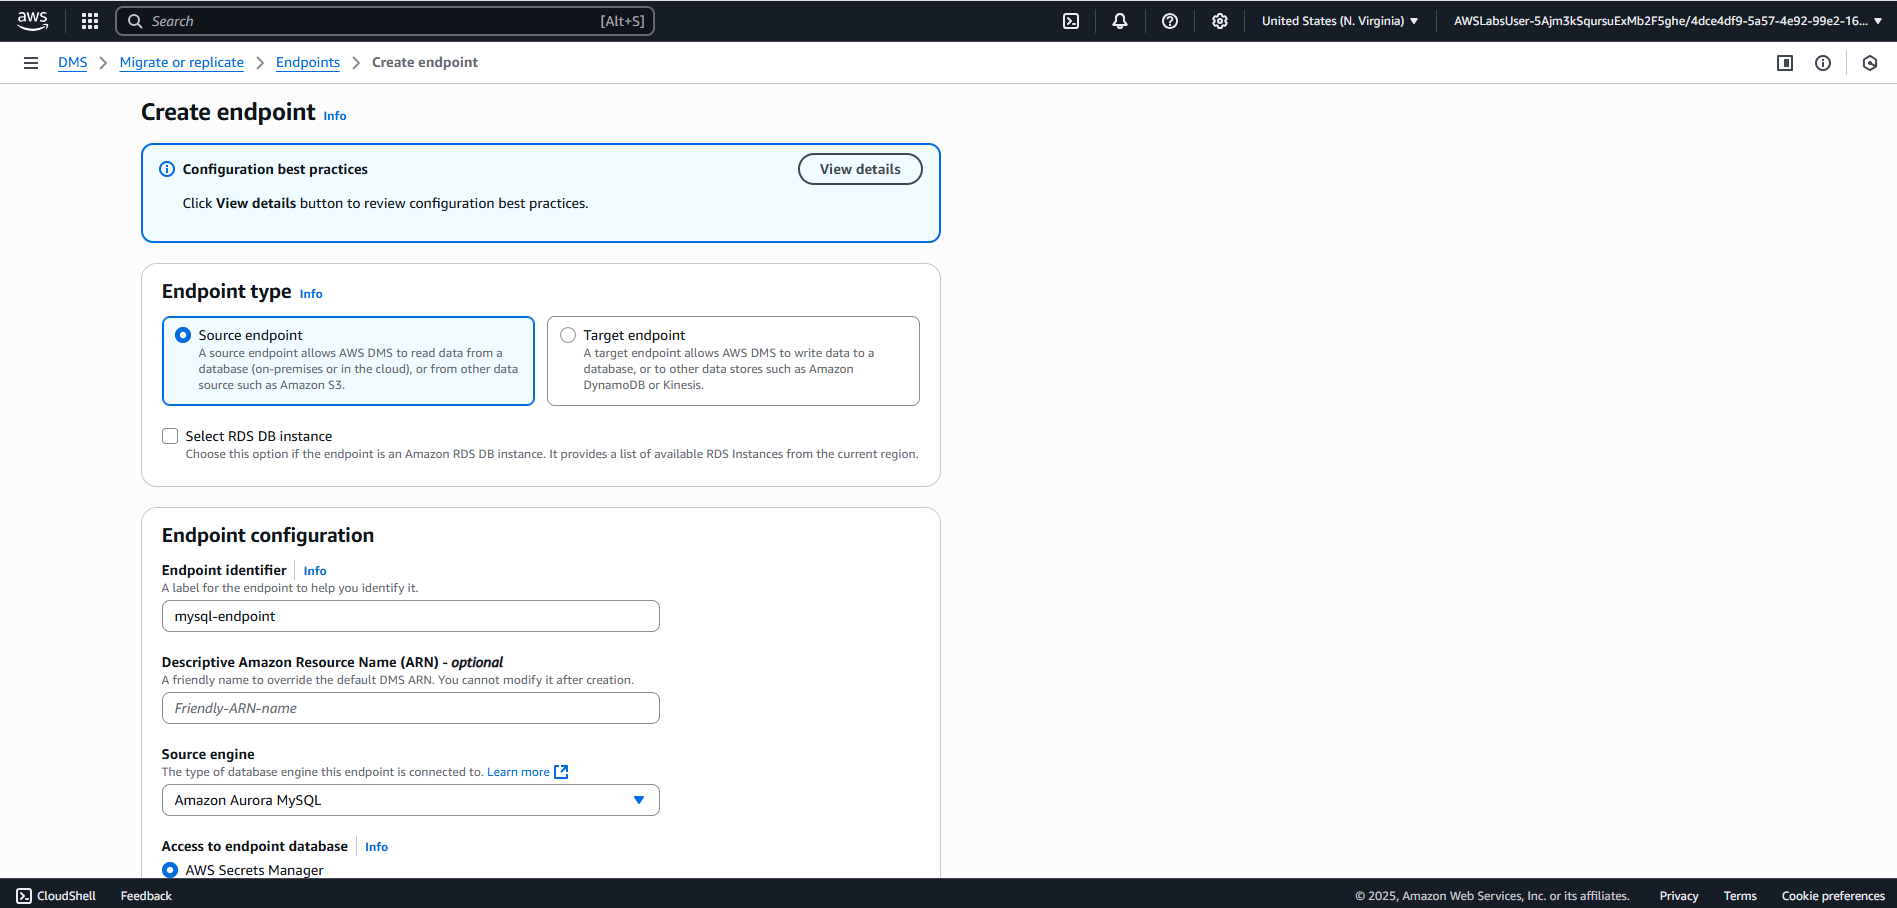 aws
Search [Alt+S]
United States (N. Virginia)
AWSLabsUser-5Ajm3kSqursuExMb2F5ghe/4dce4df9-5a57-4e92-99e2-16...
DMS
Migrate or replicate
Endpoints
Create endpoint
Create endpoint Info
Configuration best practices
View details
Click View details button to review configuration best practices.
Endpoint type Info
Source endpoint
A source endpoint allows AWS DMS to read data from a
database (on-premises or in the cloud), or from other data
source such as Amazon S3.
Target endpoint
A target endpoint allows AWS DMS to write data to a
database, or to other data stores such as Amazon
DynamoDB or Kinesis.
Select RDS DB instance
Choose this option if the endpoint is an Amazon RDS DB instance. It provides a list of available RDS Instances from the current region.
Endpoint configuration
Endpoint identifier Info
A label for the endpoint to help you identify it.
mysql-endpoint
Descriptive Amazon Resource Name (ARN) - optional
A friendly name to override the default DMS ARN. You cannot modify it after creation.
Friendly-ARN-name
Source engine
The type of database engine this endpoint is connected to. Learn more
Amazon Aurora MySQL
Access to endpoint database Info
AWS Secrets Manager
CloudShell
Feedback
© 2025, Amazon Web Services, Inc. or its affiliates.
Privacy
Terms
Cookie preferences